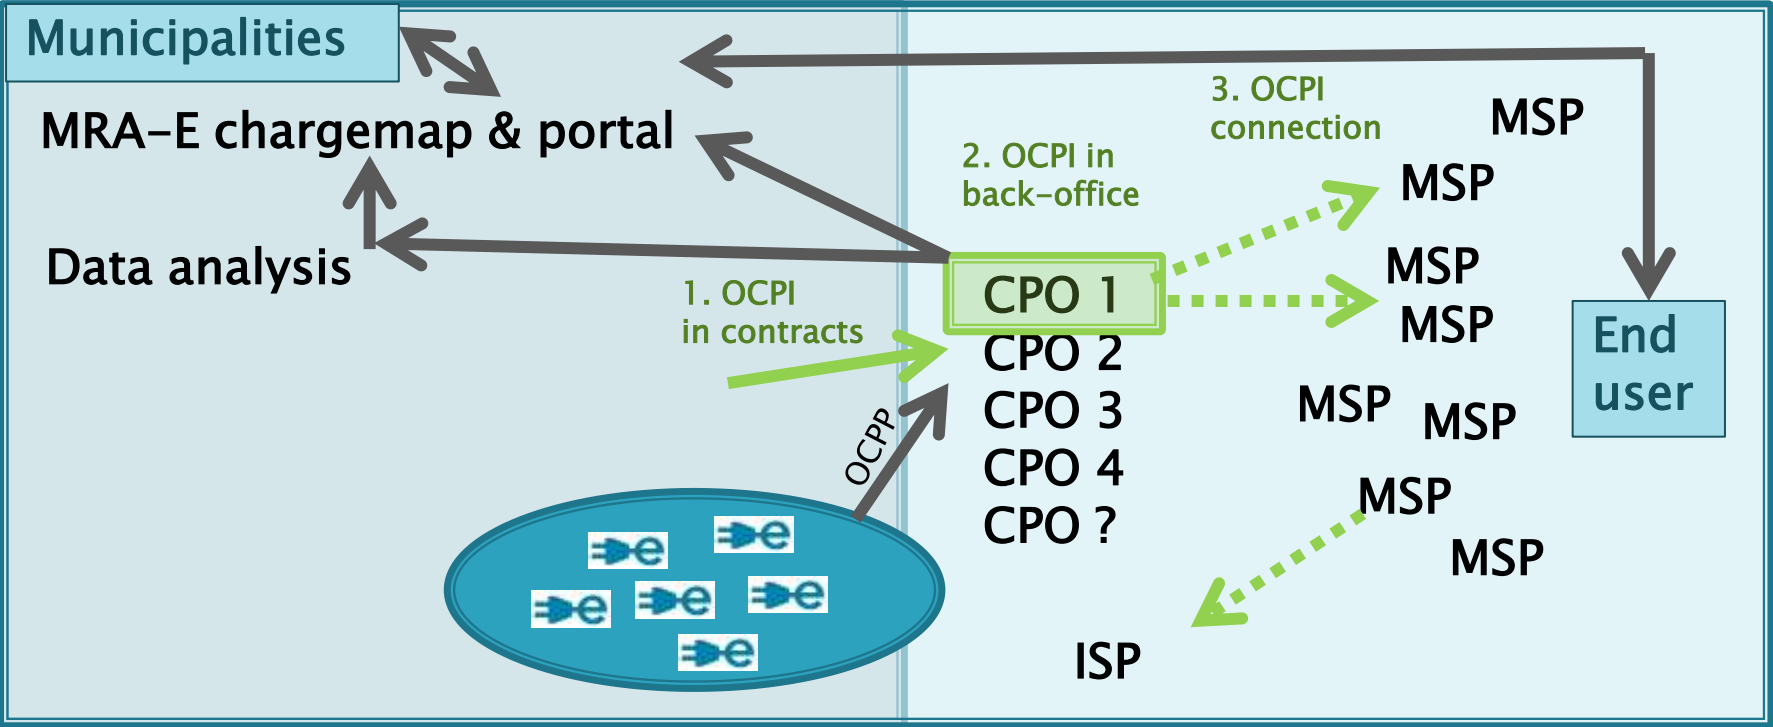 Municipalities
MRA-E chargemap & portal
Data analysis
1. OCPI
in contracts
OCPP
2. OCPI in
back-office
3. OCPI
connection
CPO 1
CPO 2
CPO 3
CPO 4
CPO ?
MSP
MSP
MSP
MSP
MSP
MSP
MSP
MSP
End
user
ISP
e
e
e
e
e
e